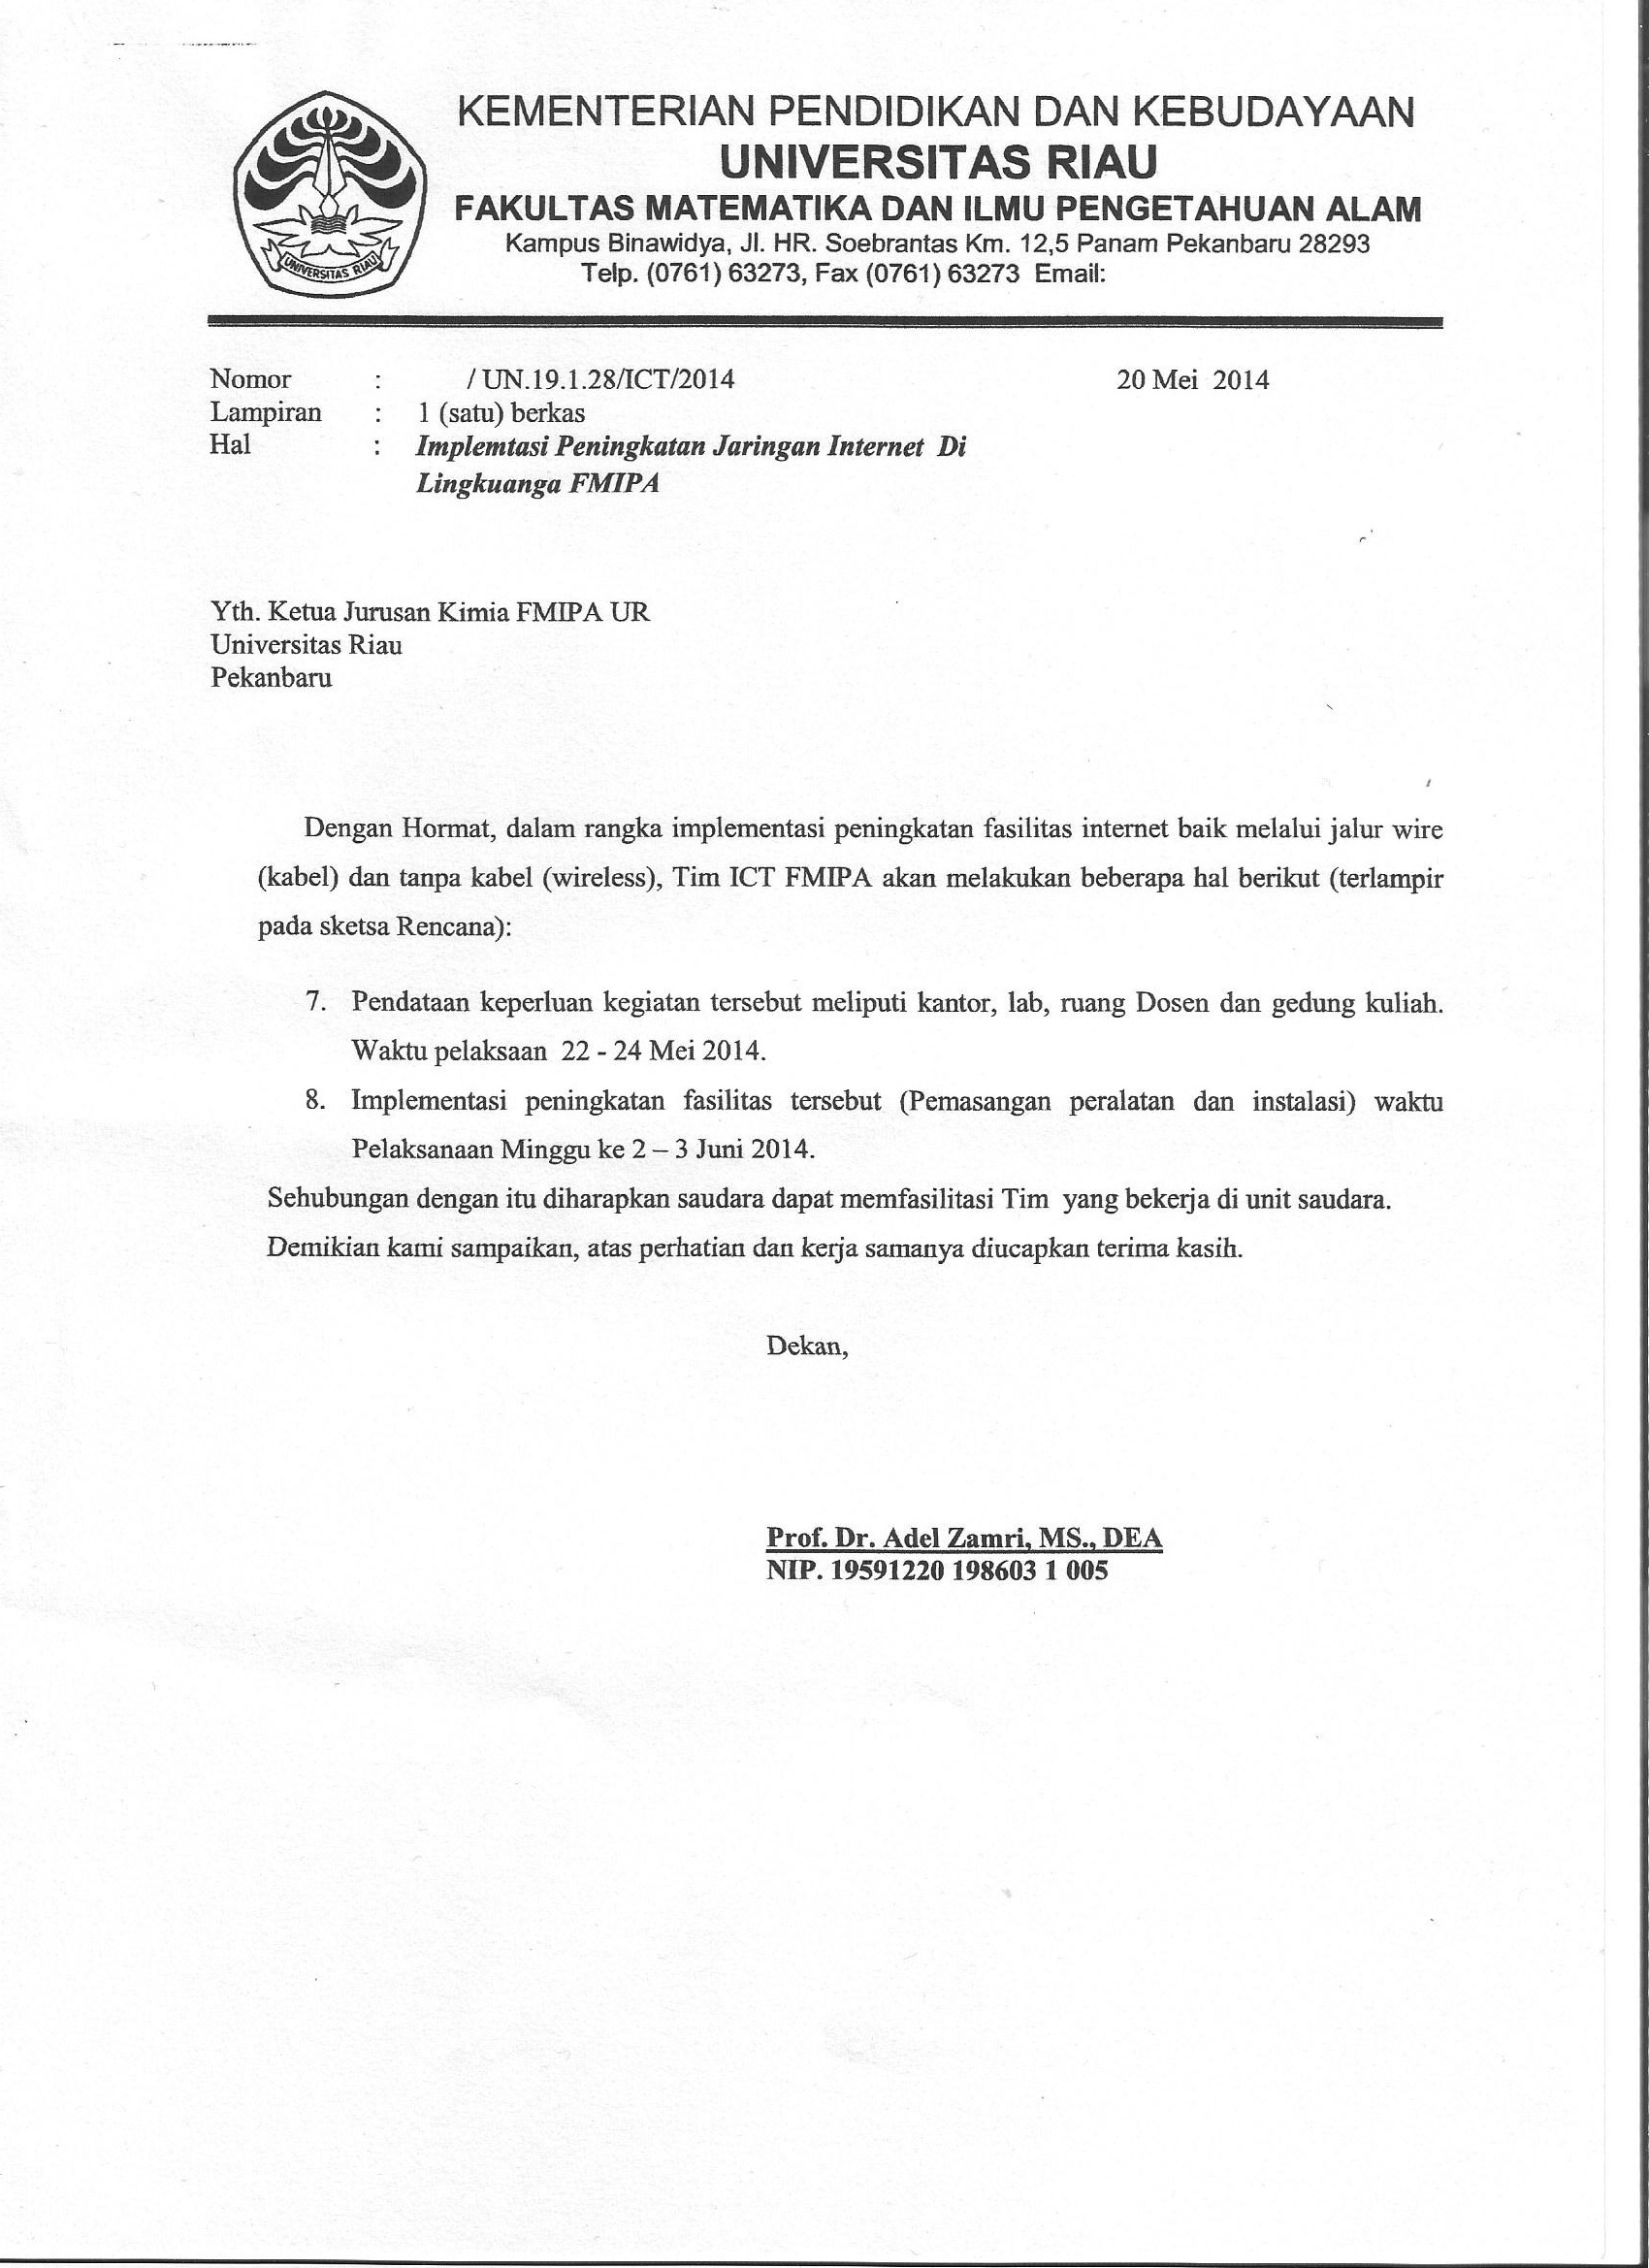 KEMENTERIAN PENDIDIKAN DAN KEBUDAYAAN
UNIVERSITAS RIAU
FAKULTAS MATEMATIKA DAN ILMU PENGETAHUAN ALAM
Kampus Binawidya, Jl. HR. Soebrantas Km. 12,5 Panam Pekanbaru 28293
Telp. (0761) 63273, Fax (0761) 63273 Email:
UNIVERSITAS RIAU
Nomor : / UN.19.1.28/ICT/2014 20 Mei 2014
Lampiran : 1 (satu) berkas
Hal : Implemtasi Peningkatan Jaringan Internet Di
Lingkuanga FMIPA
Yth. Ketua Jurusan Kimia FMIPA UR
Universitas Riau
Pekanbaru
Dengan Hormat, dalam rangka implementasi peningkatan fasilitas internet baik melalui jalur wire
(kabel) dan tanpa kabel (wireless), Tim ICT FMIPA akan melakukan beberapa hal berikut (terlampir
pada sketsa Rencana):
7. Pendataan keperluan kegiatan tersebut meliputi kantor, lab, ruang Dosen dan gedung kuliah.
Waktu pelaksaan 22 - 24 Mei 2014.
8. Implementasi peningkatan fasilitas tersebut (Pemasangan peralatan dan instalasi) waktu
Pelaksanaan Minggu ke 2 – 3 Juni 2014.
Sehubungan dengan itu diharapkan saudara dapat memfasilitasi Tim yang bekerja di unit saudara.
Demikian kami sampaikan, atas perhatian dan kerja samanya diucapkan terima kasih.
Dekan,
Prof. Dr. Adel Zamri, MS., DEA
NIP. 19591220 198603 1 005